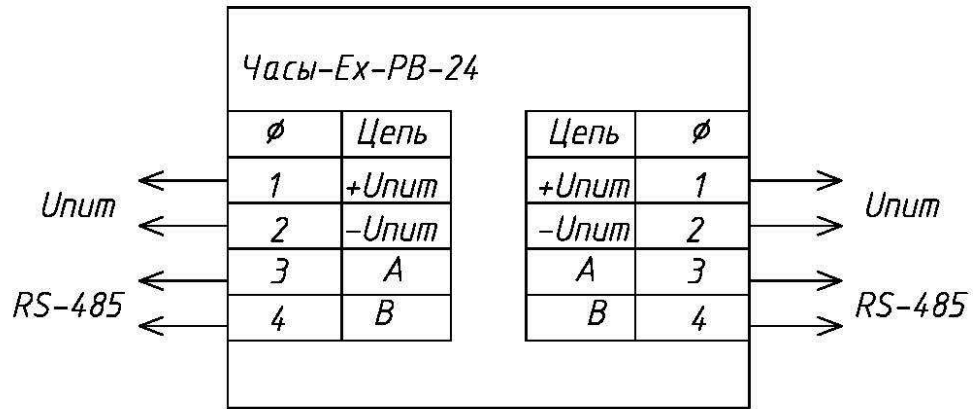 Часы-Ex-РВ-24
Ø Цепь Цепь Ø
1 +Uпит +Uпит 1
Uпит Uпит
2 -Uпит -Uпит 2
3 A A 3
RS-485 RS-485
4 B B 4